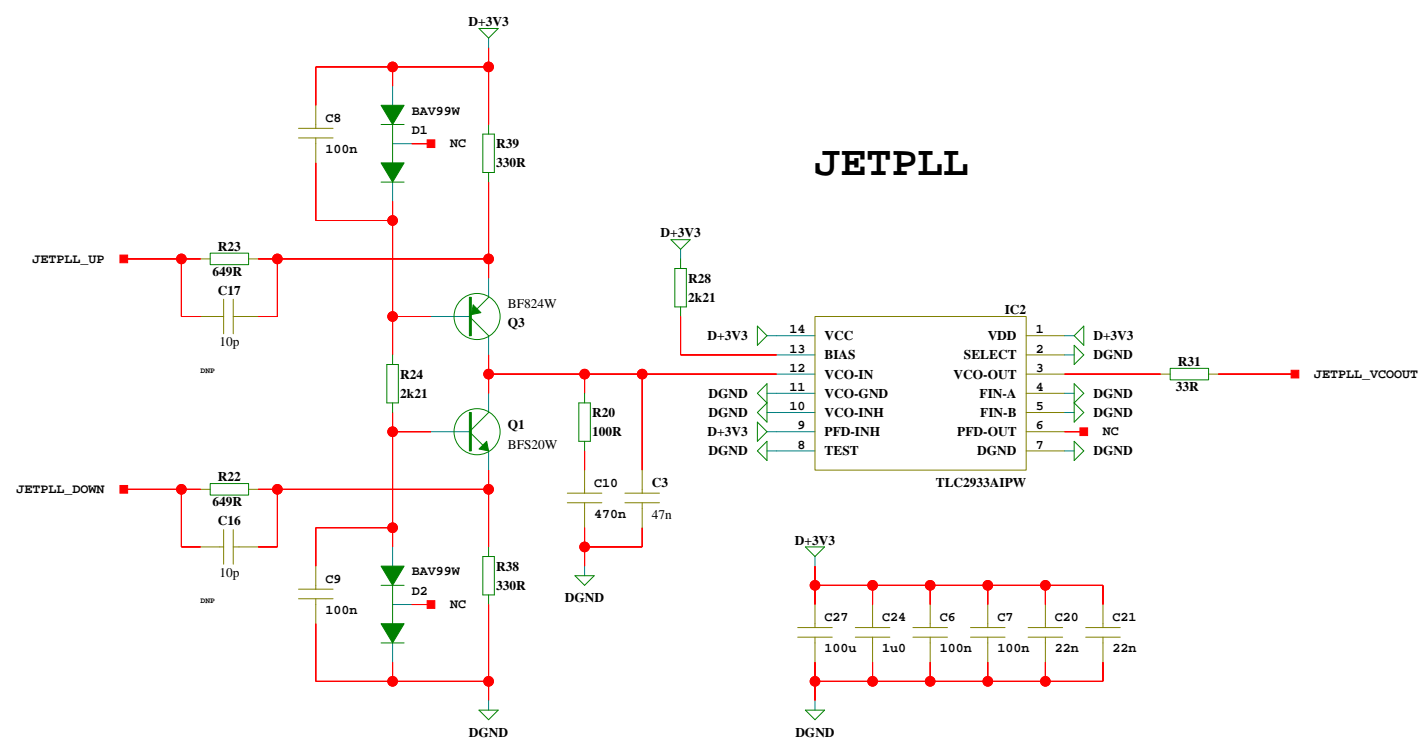 D+3V3
BAV99W
D1
NC
C8
100n
R39
330R
JETPLL
JETPLL_UP
R23
649R
C17
10p
DNP
BF824W
Q3
R24
2k21
Q1
BFS20W
JETPLL_DOWN
R22
649R
C16
10p
DNP
C9
100n
BAV99W
D2
NC
R38
330R
DGND
R20
100R
C10
470n
C3
47n
DGND
D+3V3
R28
2k21
IC2
D+3V3 14 VCC VDD 1 D+3V3
13 BIAS SELECT 2 DGND
12 VCO-IN VCO-OUT 3
DGND 11 VCO-GND FIN-A 4 DGND
DGND 10 VCO-INH FIN-B 5 DGND
D+3V3 9 PFD-INH PFD-OUT 6 NC
DGND 8 TEST DGND 7 DGND
TLC2933AIPW
R31
33R
JETPLL_VCOOUT
D+3V3
C27 C24 C6 C7 C20 C21
100u 1u0 100n 100n 22n 22n
DGND